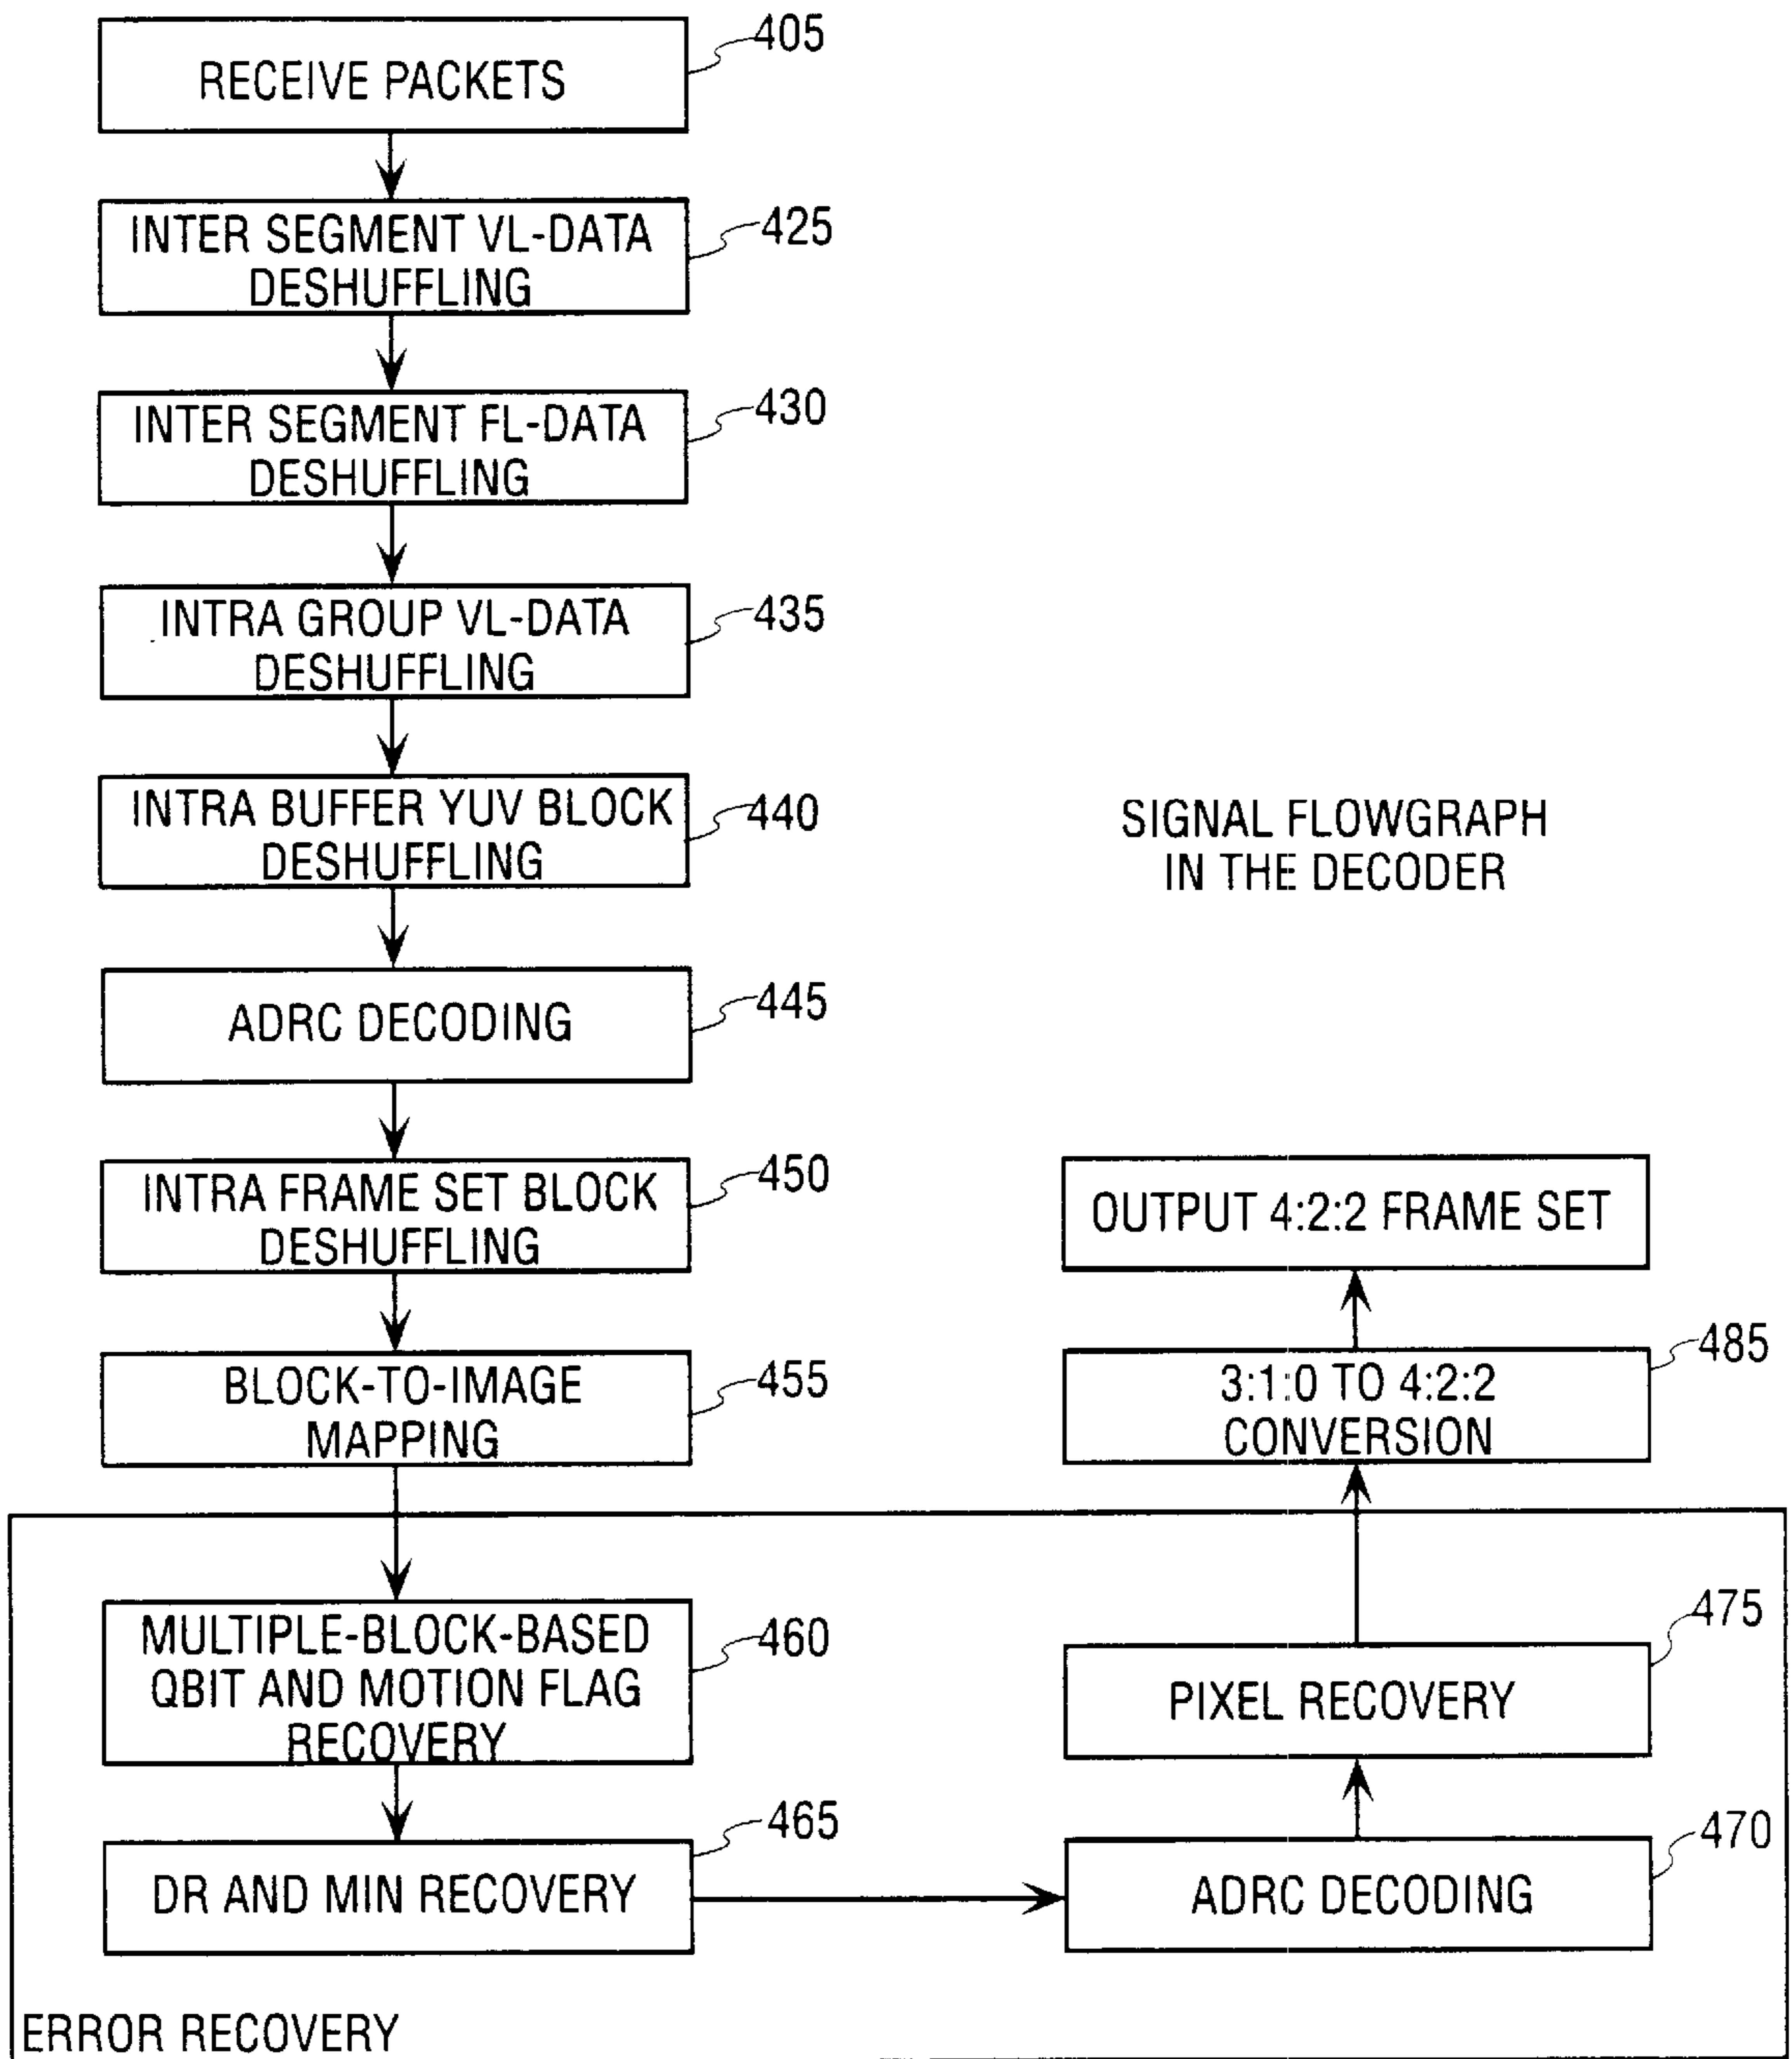 405
RECEIVE PACKETS
425
INTER SEGMENT VL-DATA
DESHUFFLING
430
INTER SEGMENT FL-DATA
DESHUFFLING
435
INTRA GROUP VL-DATA
DESHUFFLING
440
INTRA BUFFER YUV BLOCK
DESHUFFLING
SIGNAL FLOWGRAPH
IN THE DECODER
445
ADRC DECODING
450
INTRA FRAME SET BLOCK
DESHUFFLING
455
BLOCK-TO-IMAGE
MAPPING
460
MULTIPLE-BLOCK-BASED
QBIT AND MOTION FLAG
RECOVERY
465
DR AND MIN RECOVERY
470
ADRC DECODING
475
PIXEL RECOVERY
485
3:1:0 TO 4:2:2
CONVERSION
OUTPUT 4:2:2 FRAME SET
ERROR RECOVERY